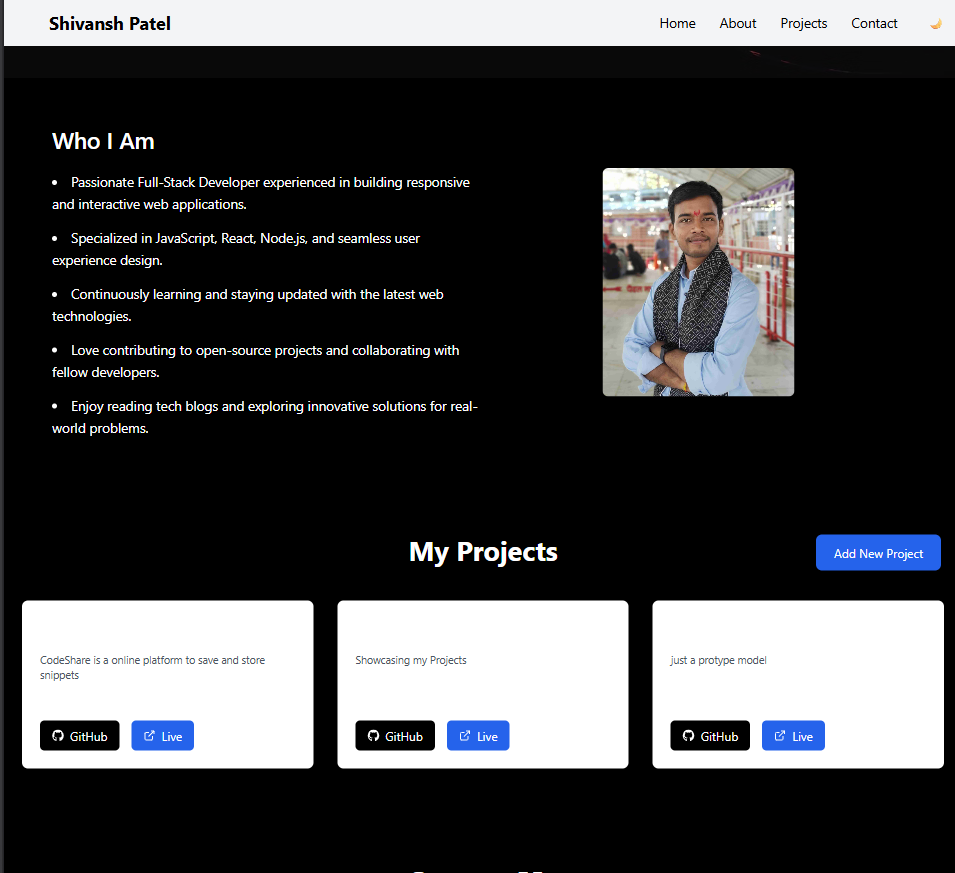 Shivansh Patel
Home About Projects Contact
Who I Am
• Passionate Full-Stack Developer experienced in building responsive
and interactive web applications.
• Specialized in JavaScript, React, Node.js, and seamless user
experience design.
• Continuously learning and staying updated with the latest web
technologies.
• Love contributing to open-source projects and collaborating with
fellow developers.
• Enjoy reading tech blogs and exploring innovative solutions for real-
world problems.
My Projects
Add New Project
CodeShare is a online platform to save and store
snippets
GitHub Live
Showcasing my Projects
GitHub Live
just a protype model
GitHub Live